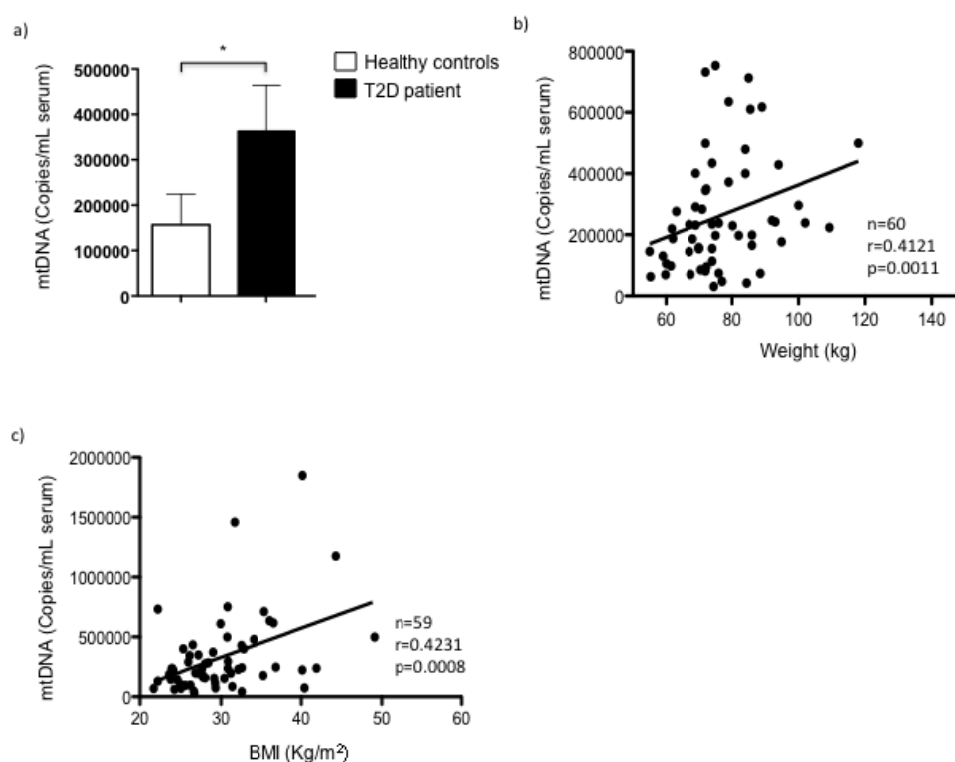 a)
*
Healthy controls
T2D patient
mtDNA (Copies/mL serum)
500000
400000
300000
200000
100000
0
b)
mtDNA (Copies/mL serum)
800000
600000
400000
200000
0
n=60
r=0.4121
p=0.0011
60 80 100 120 140
Weight (kg)
c)
mtDNA (Copies/mL serum)
2000000
1500000
1000000
500000
0
n=59
r=0.4231
p=0.0008
20 30 40 50 60
BMI (Kg/m²)